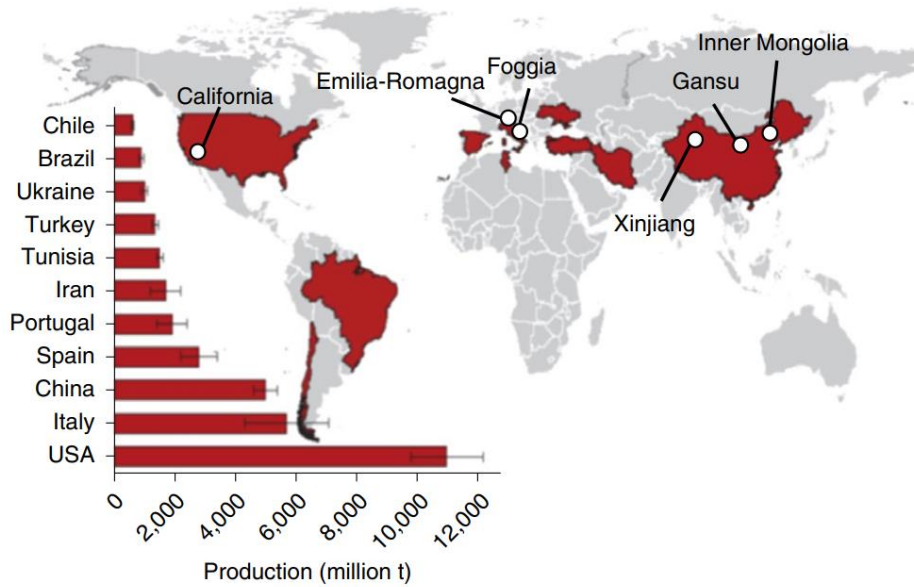 Inner Mongolia
Foggia
Emilia-Romagna
Gansu
California
Xinjiang
Chile
Brazil
Ukraine
Turkey
Tunisia
Iran
Portugal
Spain
China
Italy
USA
0
2,000
4,000
6,000
8,000
10,000
12,000
Production (million t)